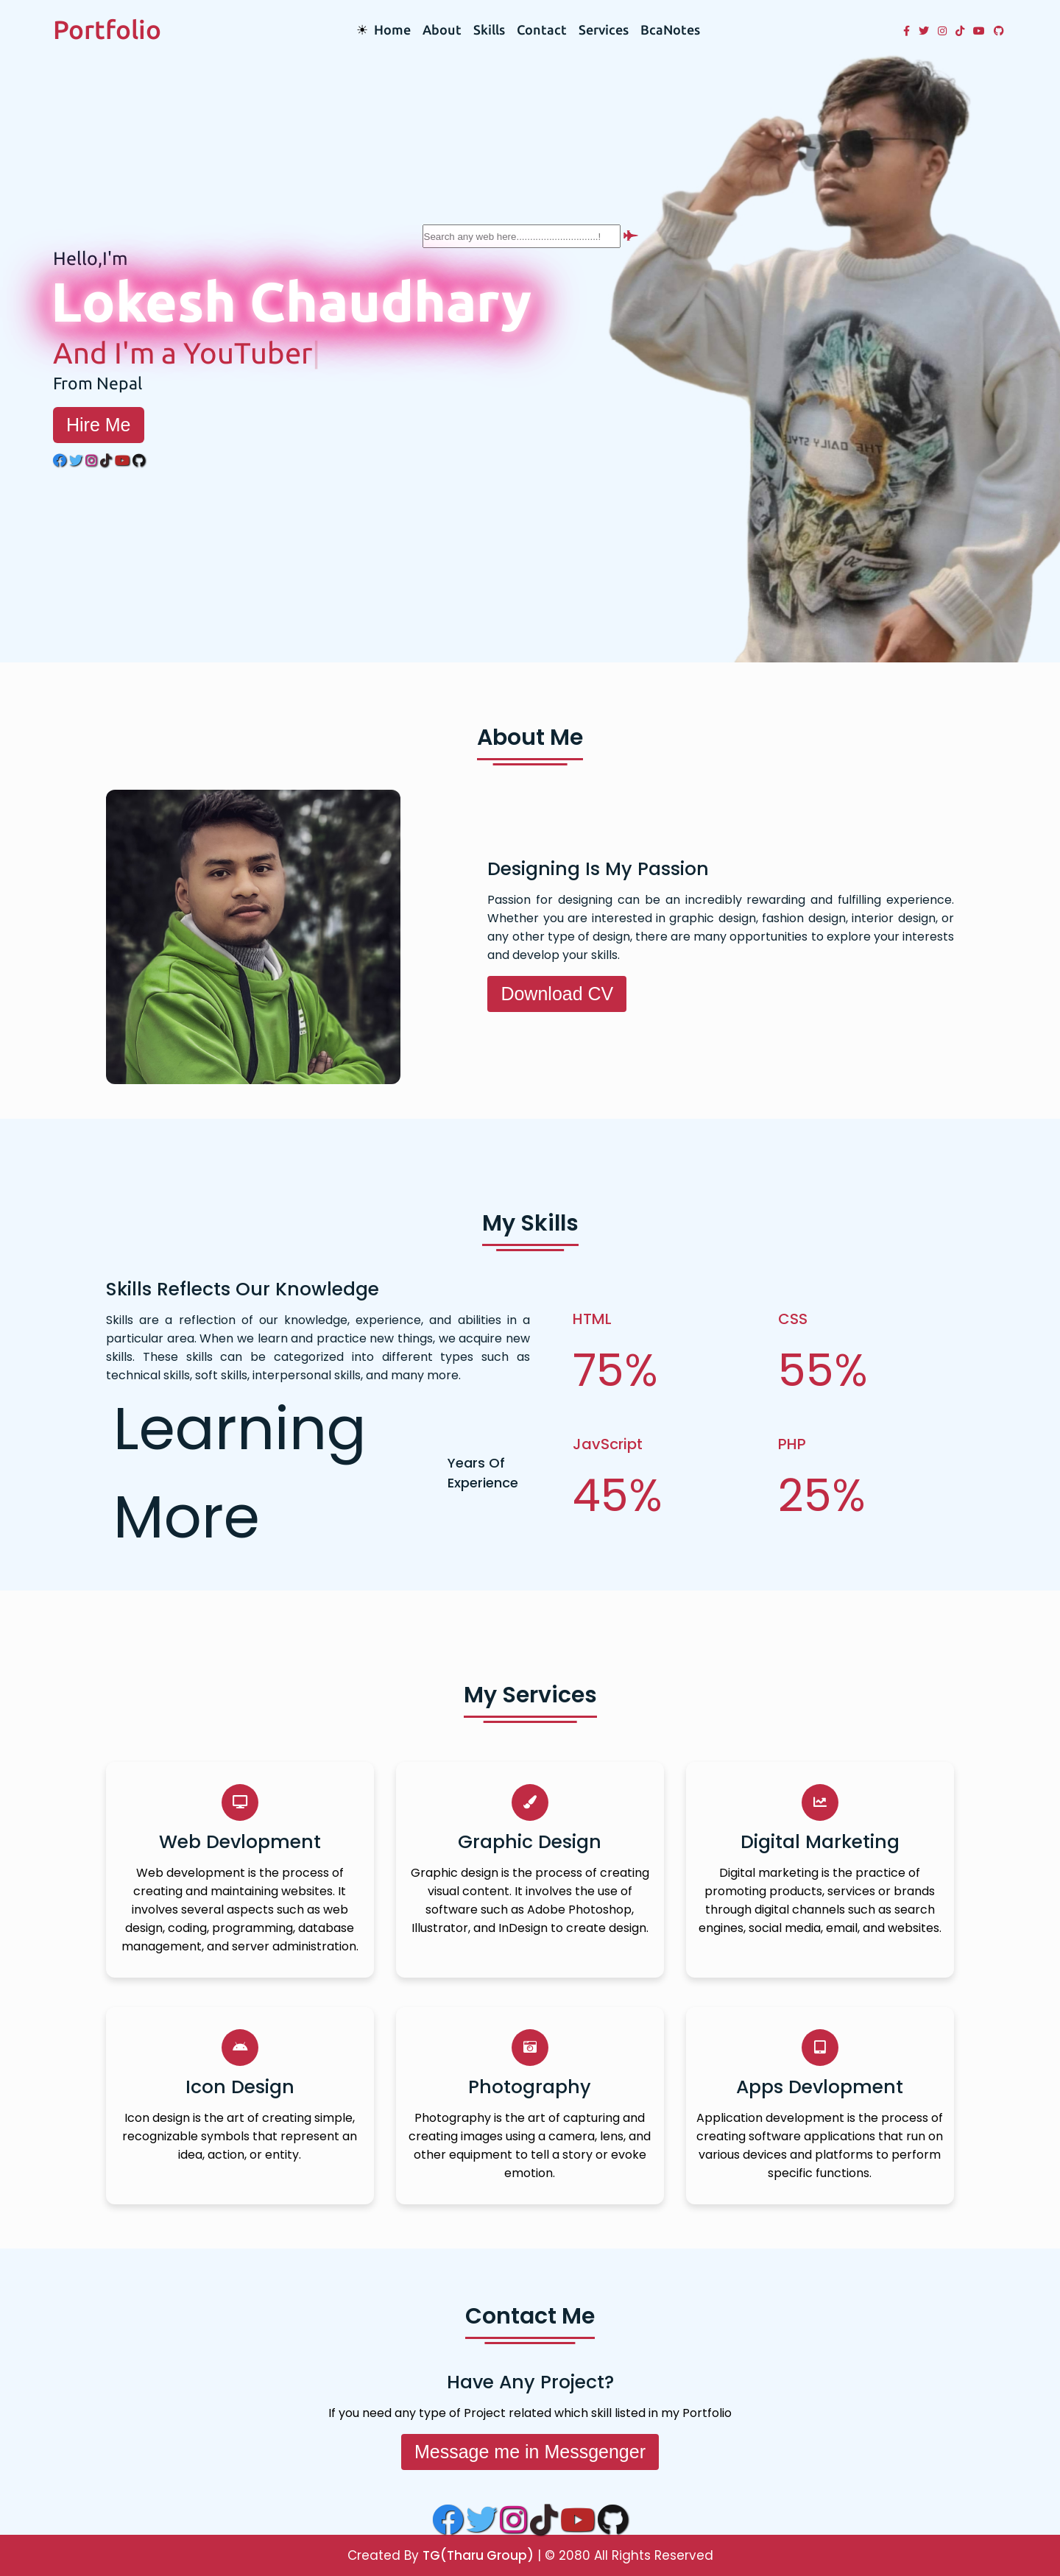 Portfolio
☀ Home About Skills Contact Services BcaNotes
Search any web here..............................!
Hello,I'm
Lokesh Chaudhary
And I'm a YouTuber|
From Nepal
Hire Me
THE DAILY STYL
About Me
Designing Is My Passion
Passion for designing can be an incredibly rewarding and fulfilling experience.
Whether you are interested in graphic design, fashion design, interior design, or
any other type of design, there are many opportunities to explore your interests
and develop your skills.
Download CV
My Skills
Skills Reflects Our Knowledge
Skills are a reflection of our knowledge, experience, and abilities in a
particular area. When we learn and practice new things, we acquire new
skills. These skills can be categorized into different types such as
technical skills, soft skills, interpersonal skills, and many more.
Learning
More
Years Of
Experience
HTML
75%
CSS
55%
JavScript
45%
PHP
25%
My Services
Web Devlopment
Web development is the process of
creating and maintaining websites. It
involves several aspects such as web
design, coding, programming, database
management, and server administration.
Graphic Design
Graphic design is the process of creating
visual content. It involves the use of
software such as Adobe Photoshop,
Illustrator, and InDesign to create design.
Digital Marketing
Digital marketing is the practice of
promoting products, services or brands
through digital channels such as search
engines, social media, email, and websites.
Icon Design
Icon design is the art of creating simple,
recognizable symbols that represent an
idea, action, or entity.
Photography
Photography is the art of capturing and
creating images using a camera, lens, and
other equipment to tell a story or evoke
emotion.
Apps Devlopment
Application development is the process of
creating software applications that run on
various devices and platforms to perform
specific functions.
Contact Me
Have Any Project?
If you need any type of Project related which skill listed in my Portfolio
Message me in Messgenger
Created By TG(Tharu Group) | © 2080 All Rights Reserved